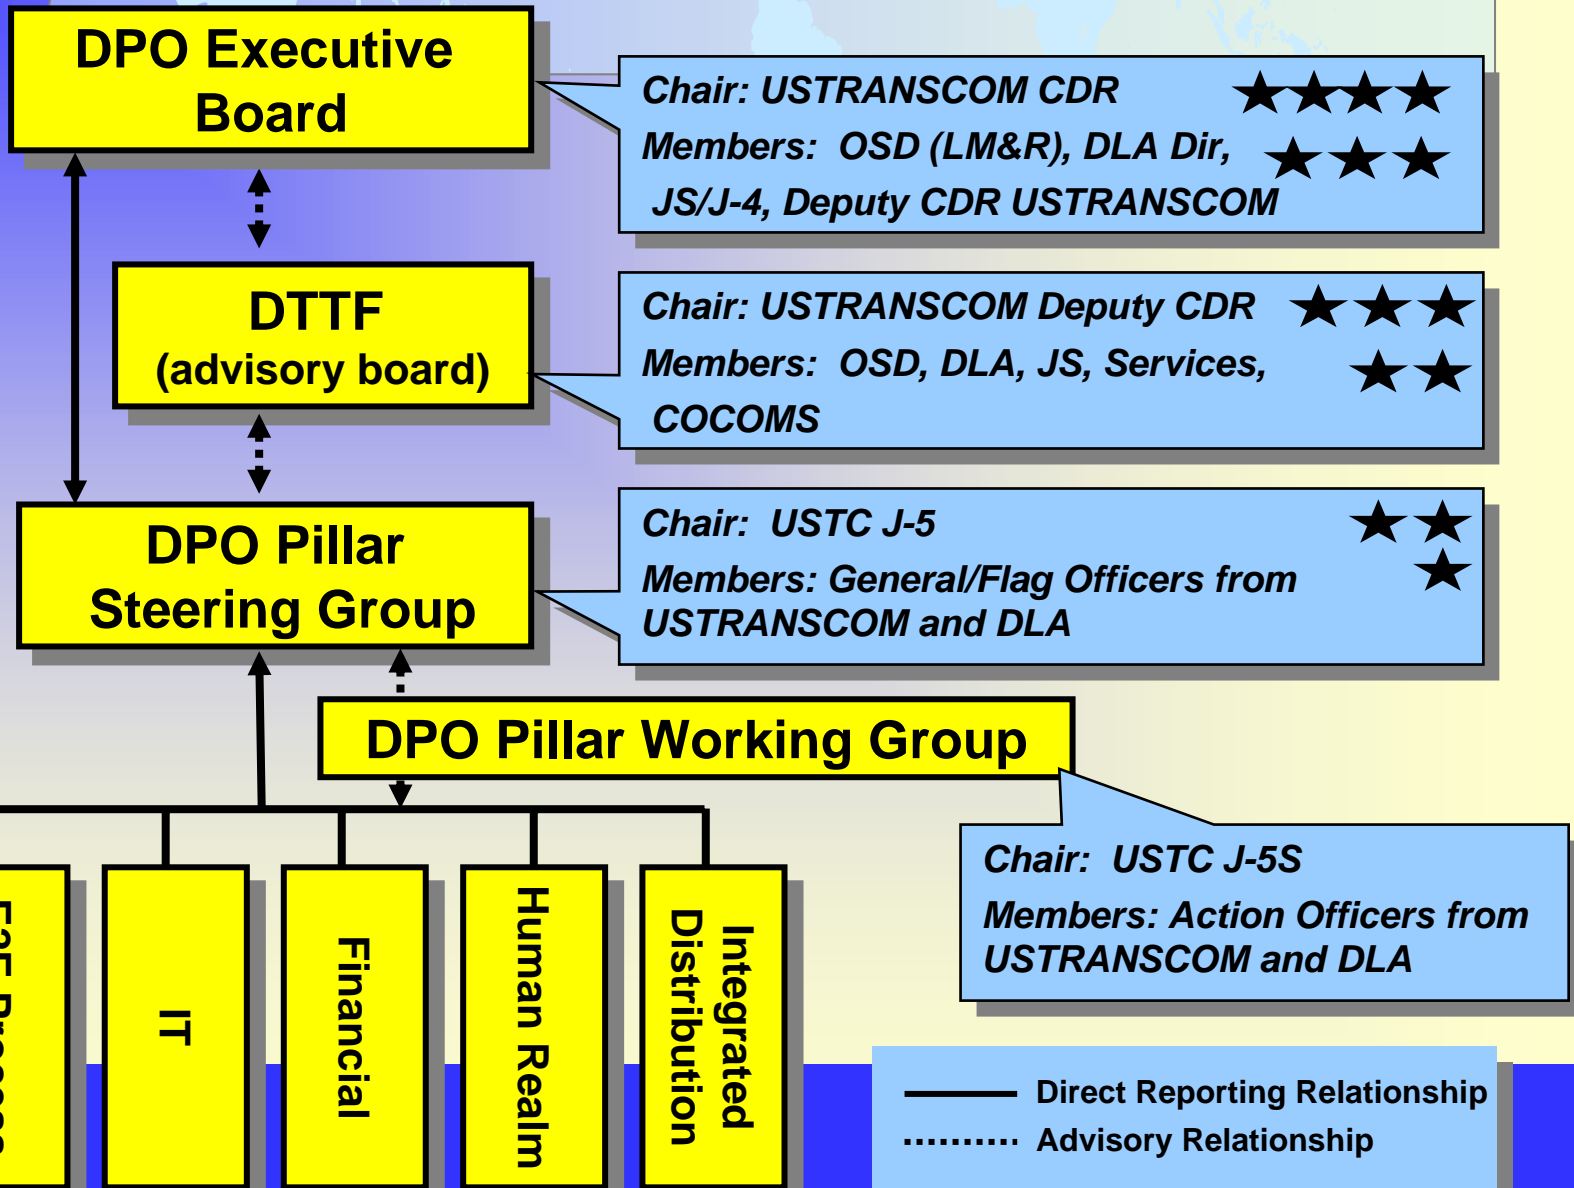 DPO Executive
Board
Chair: USTRANSCOM CDR
Members: OSD (LM&R), DLA Dir,
JS/J-4, Deputy CDR USTRANSCOM
DTTF
(advisory board)
Chair: USTRANSCOM Deputy CDR
Members: OSD, DLA, JS, Services,
COCOMS
DPO Pillar
Steering Group
Chair: USTC J-5
Members: General/Flag Officers from
USTRANSCOM and DLA
DPO Pillar Working Group
Chair: USTC J-5S
Members: Action Officers from
USTRANSCOM and DLA
E2E Process
IT
Financial
Human Realm
Integrated
Distribution
Direct Reporting Relationship
Advisory Relationship